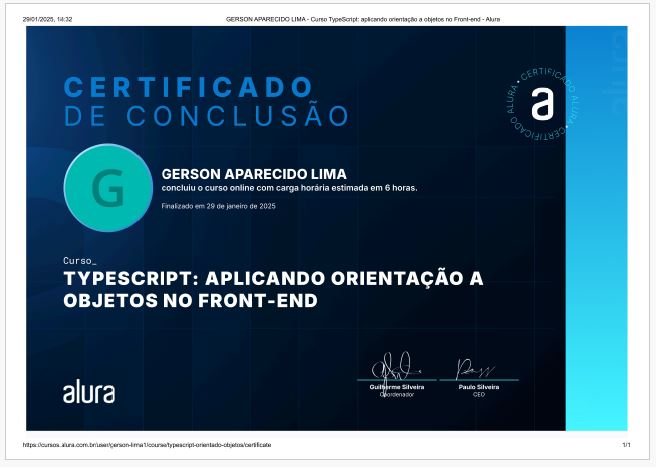 29/01/2025, 14:32
GERSON APARECIDO LIMA - Curso TypeScript: aplicando orientação a objetos no Front-end - Alura
CERTIFICADO
DE CONCLUSÃO
ALURA • CERTIFICADO ALURA • CERTIFICADO
a
G
GERSON APARECIDO LIMA
concluiu o curso online com carga horária estimada em 6 horas.
Finalizado em 29 de janeiro de 2025
Curso_
TYPESCRIPT: APLICANDO ORIENTAÇÃO A
OBJETOS NO FRONT-END
alura
Guilherme Silveira
Coordenador
Paulo Silveira
CEO
https://cursos.alura.com.br/user/gerson-lima1/course/typescript-orientado-objetos/certificate
1/1